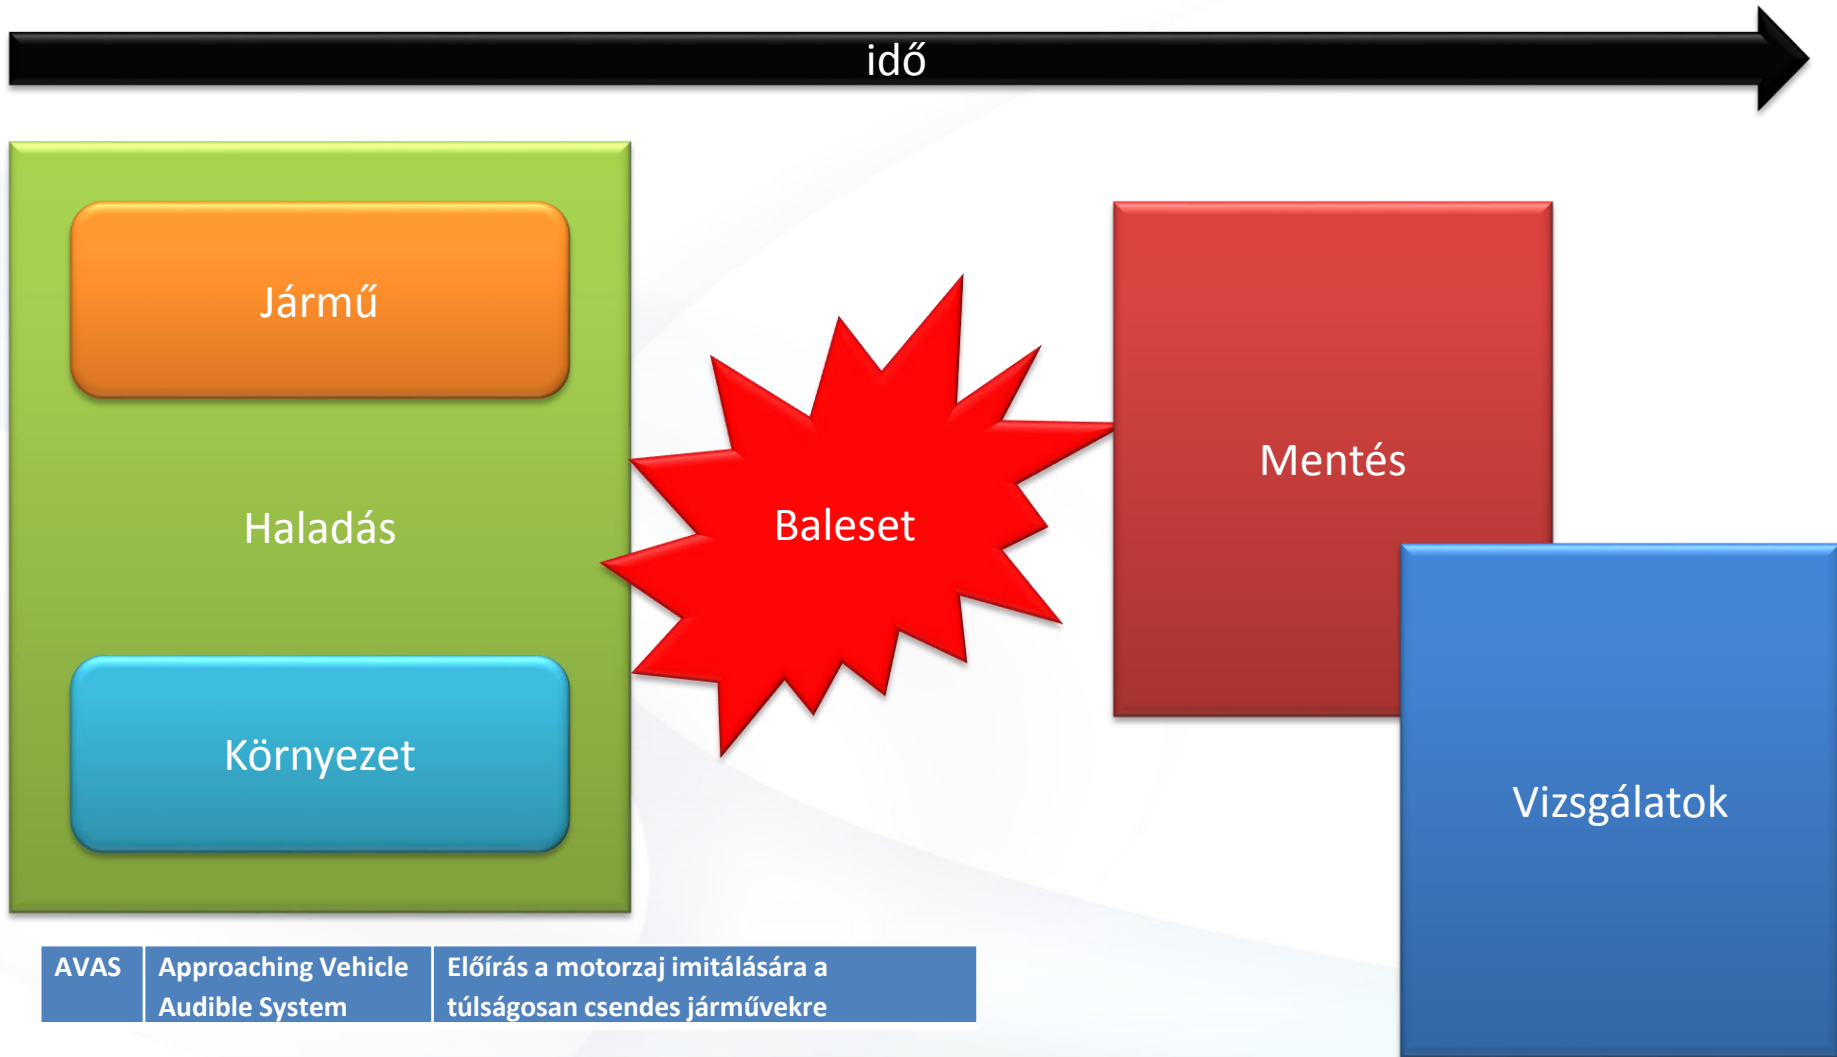 idő
Jármű
Haladás
Környezet
Baleset
Mentés
Vizsgálatok
AVAS
Approaching Vehicle
Audible System
Előírás a motorzaj imitálására a
túlságosan csendes járművekre